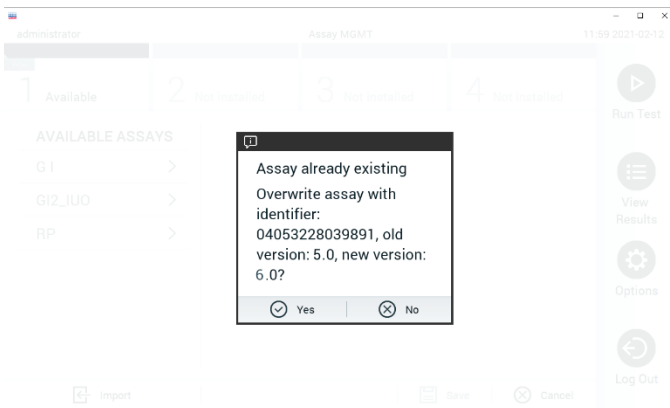 administrator
Assay MGMT
11:59 2021-02-12
1 Available
2 Not installed
3 Not installed
4 Not installed
Run Test
AVAILABLE ASSAYS
G I
GI2_IUO
RP
View
Results
Options
Log Out
Assay already existing
Overwrite assay with
identifier:
04053228039891, old
version: 5.0, new version:
6.0?
Yes
No
Import
Save
Cancel